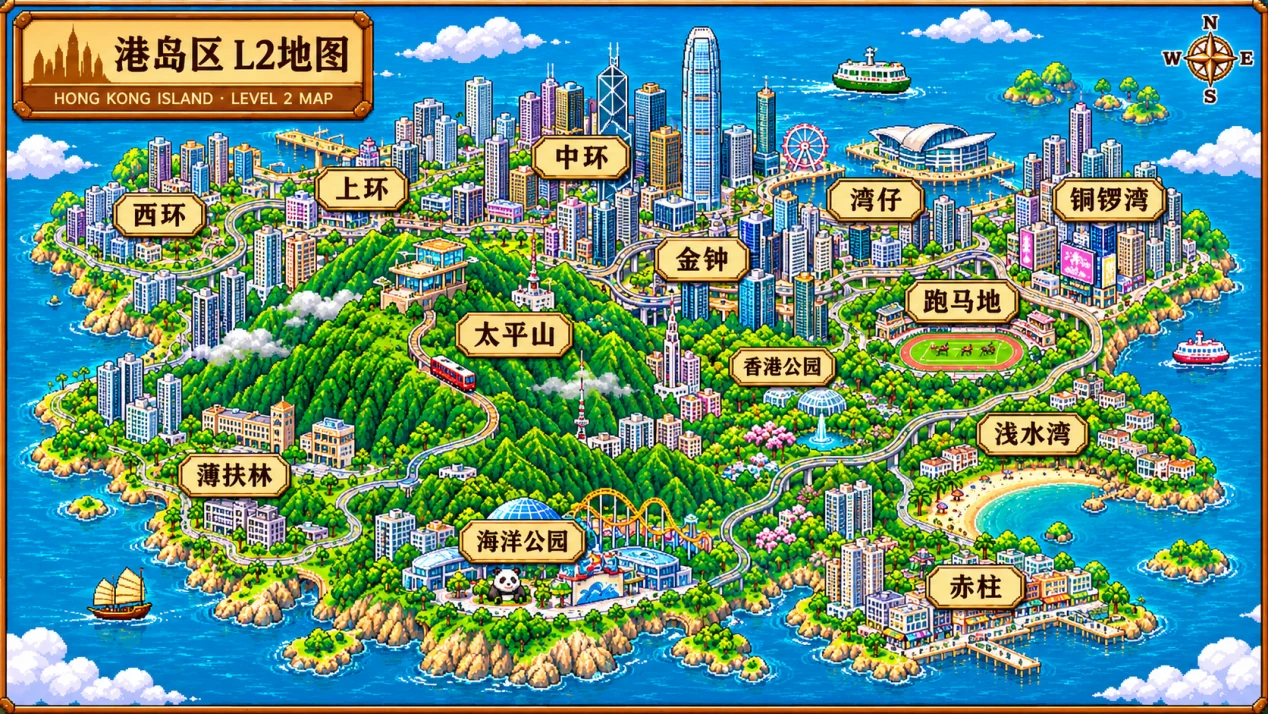 港岛区 L2地图
HONG KONG ISLAND · LEVEL 2 MAP
N
W E
S
中环
上环
西环
湾仔
铜锣湾
金钟
跑马地
太平山
香港公园
浅水湾
薄扶林
海洋公园
赤柱